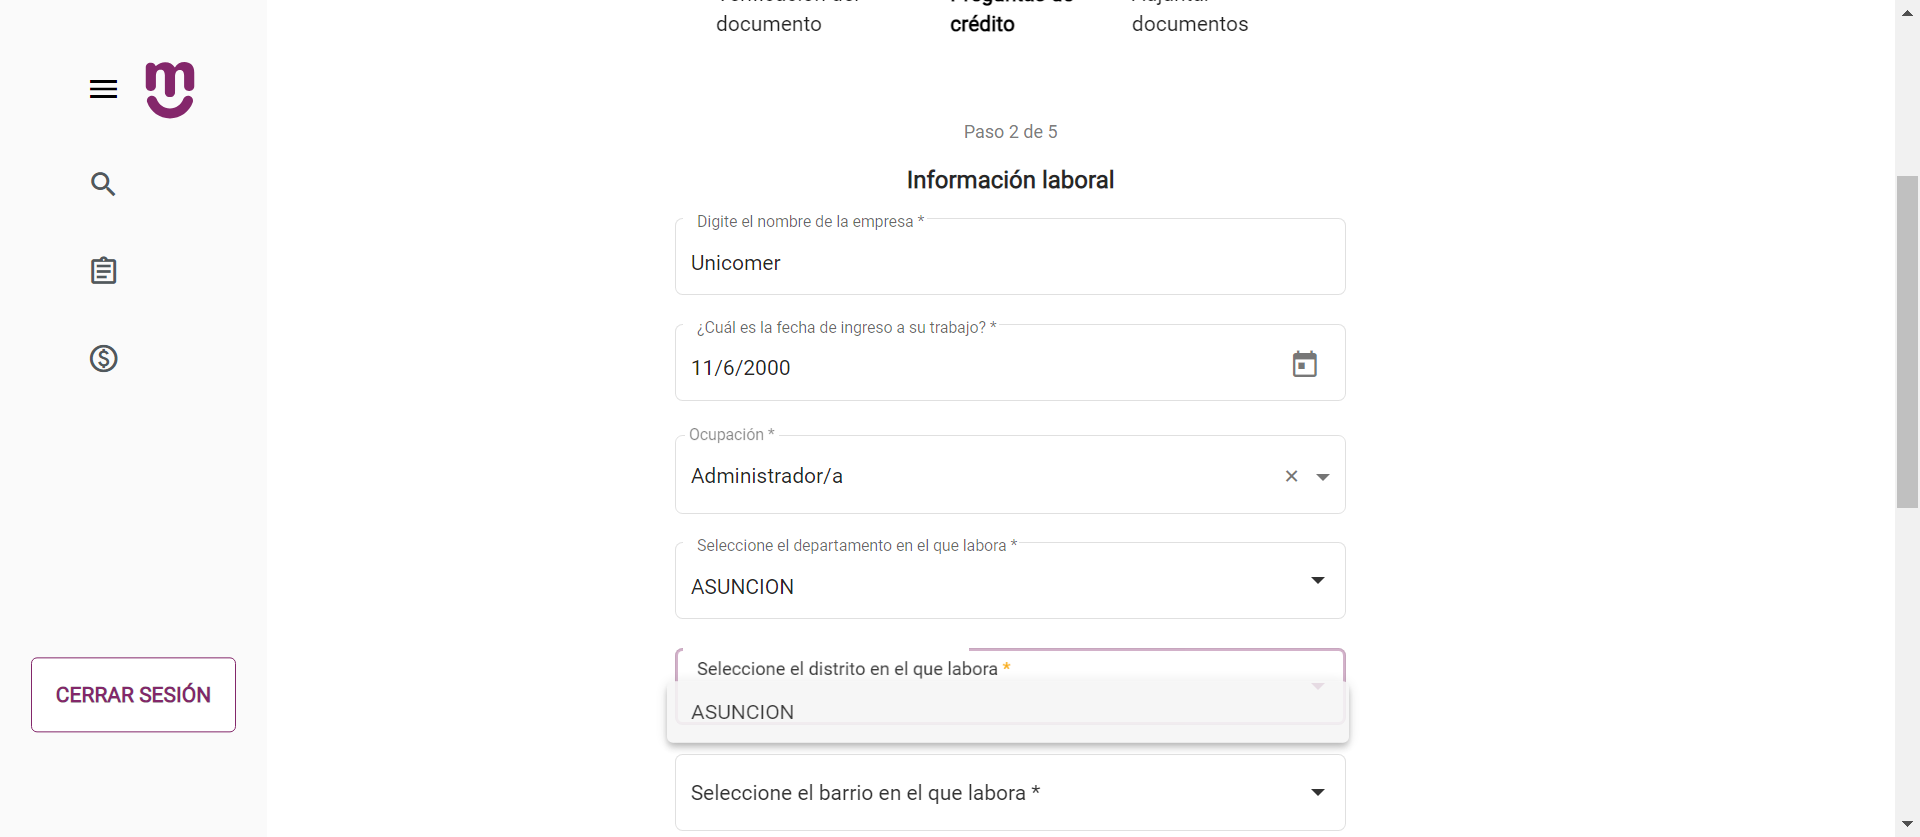 documento
Preguntas de
crédito
documentos
Paso 2 de 5
Información laboral
Digite el nombre de la empresa *
Unicomer
¿Cuál es la fecha de ingreso a su trabajo? *
11/6/2000
Ocupación *
Administrador/a
Seleccione el departamento en el que labora *
ASUNCION
Seleccione el distrito en el que labora *
ASUNCION
Seleccione el barrio en el que labora *
CERRAR SESIÓN